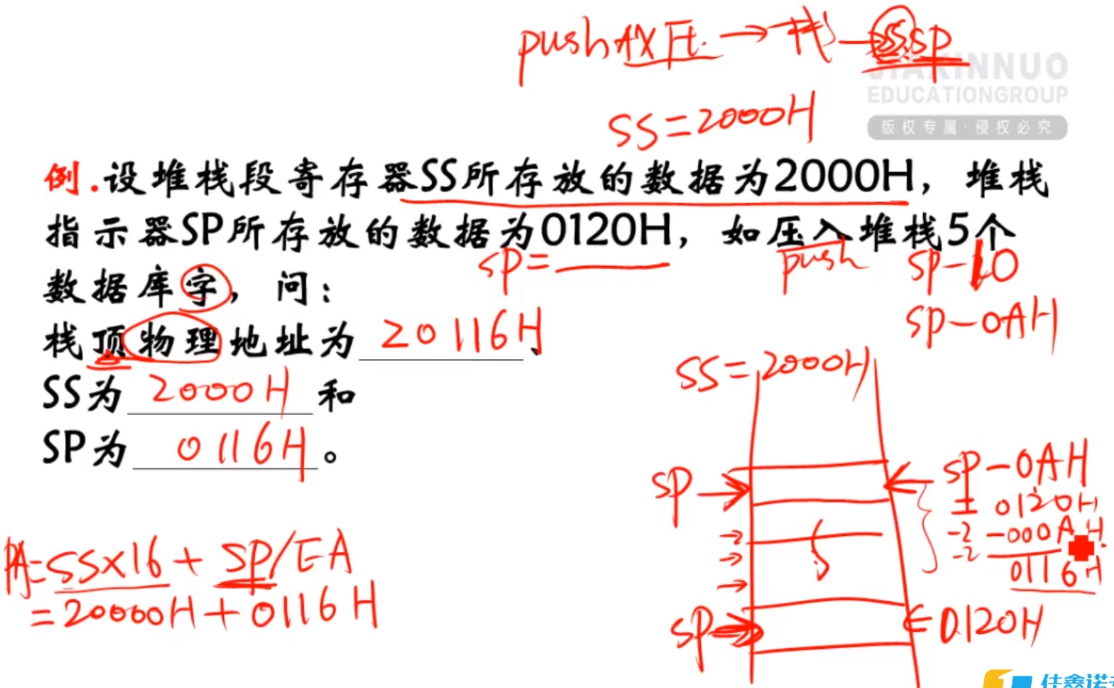 push AX 压. → 栈 — SS:SP
JIAXINNUO
EDUCATIONGROUP
版权专属·侵权必究
SS=2000H
例.设堆栈段寄存器SS所存放的数据为2000H，堆栈
指示器SP所存放的数据为0120H，如压入堆栈5个
SP=
push
SP-10
数据库字，问：
SP-0AH
栈顶物理地址为 20116H 、
SS=2000H
SS为 2000H 和
SP为 0116H 。
SP→
SP-0AH
0120H
-2 -000AH
-2
0116H
PA=SS×16+SP/EA
=20000H+0116H
SP
0120H
佳鑫诺